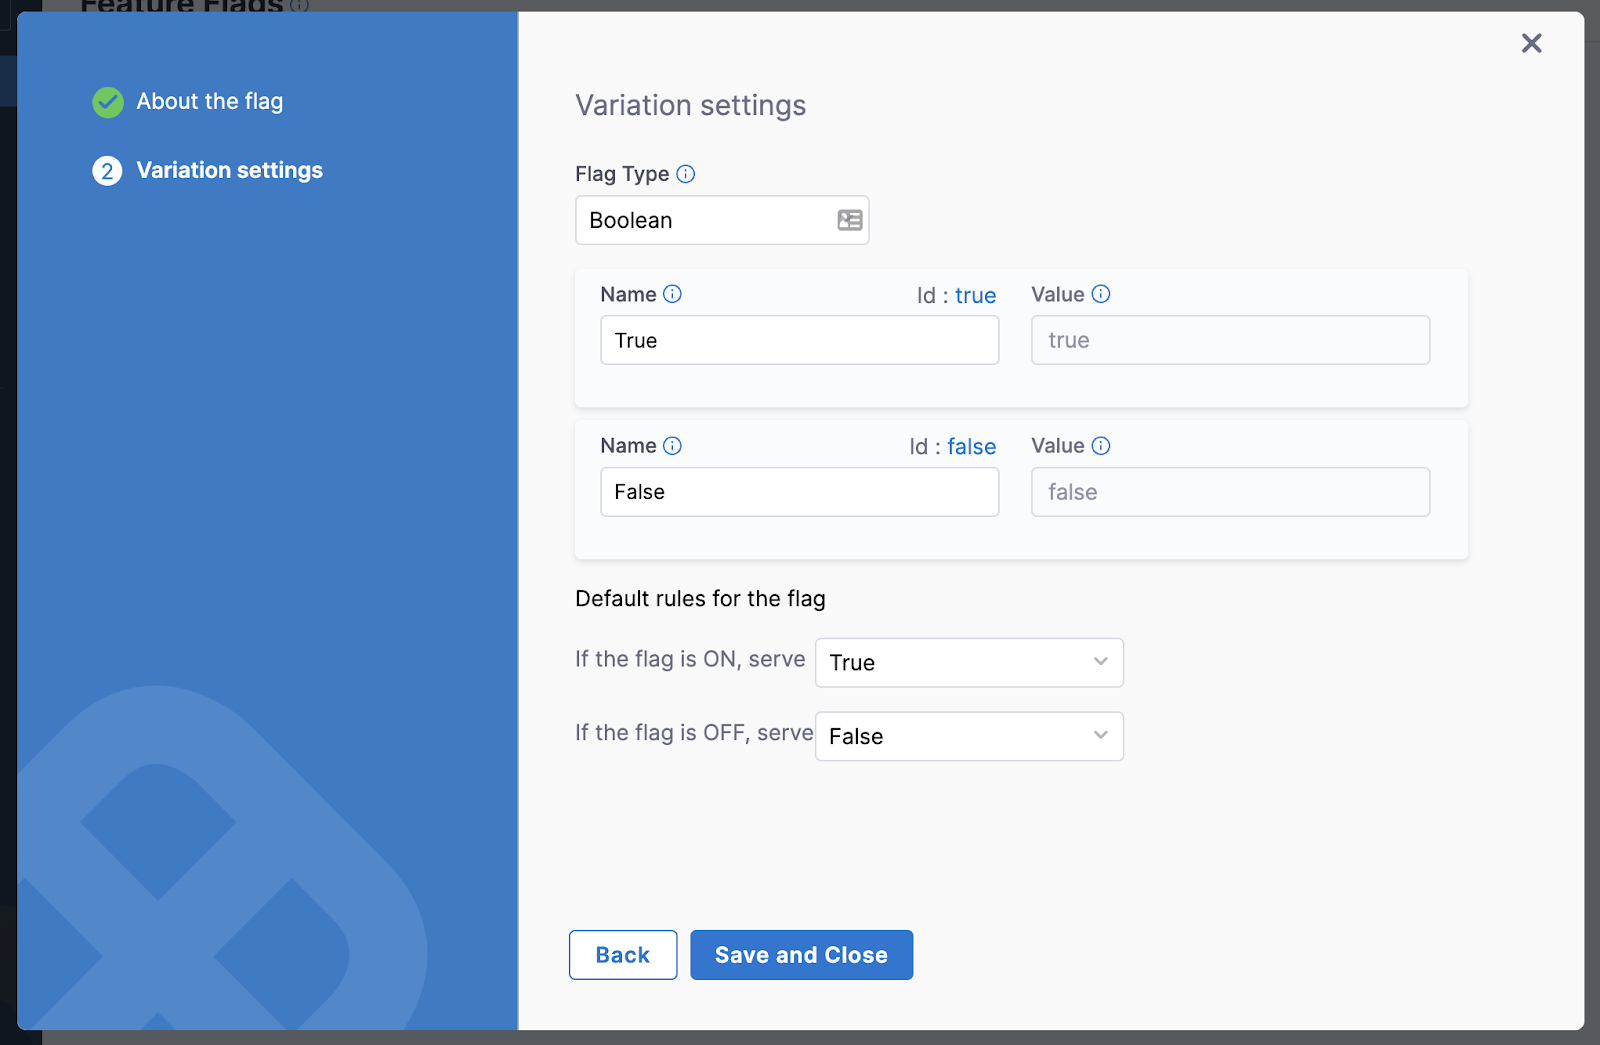 Feature Flags
About the flag
2 Variation settings
Variation settings
Flag Type
Boolean
Name Id : true Value
True true
Name Id : false Value
False false
Default rules for the flag
If the flag is ON, serve True
If the flag is OFF, serve False
Back Save and Close